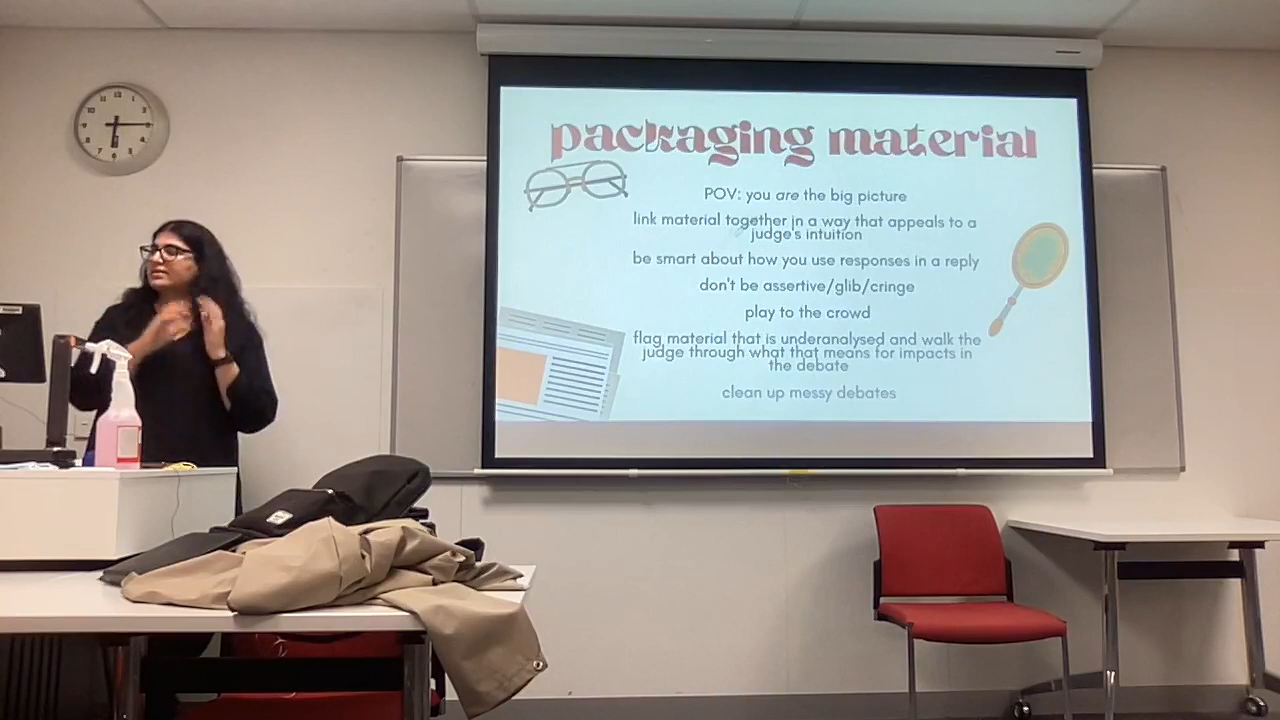 packaging material
POV: you are the big picture
link material together in a way that appeals to a
judge's intuition
be smart about how you use responses in a reply
don't be assertive/glib/cringe
play to the crowd
flag material that is underanalysed and walk the
judge through what that means for impacts in
the debate
clean up messy debates